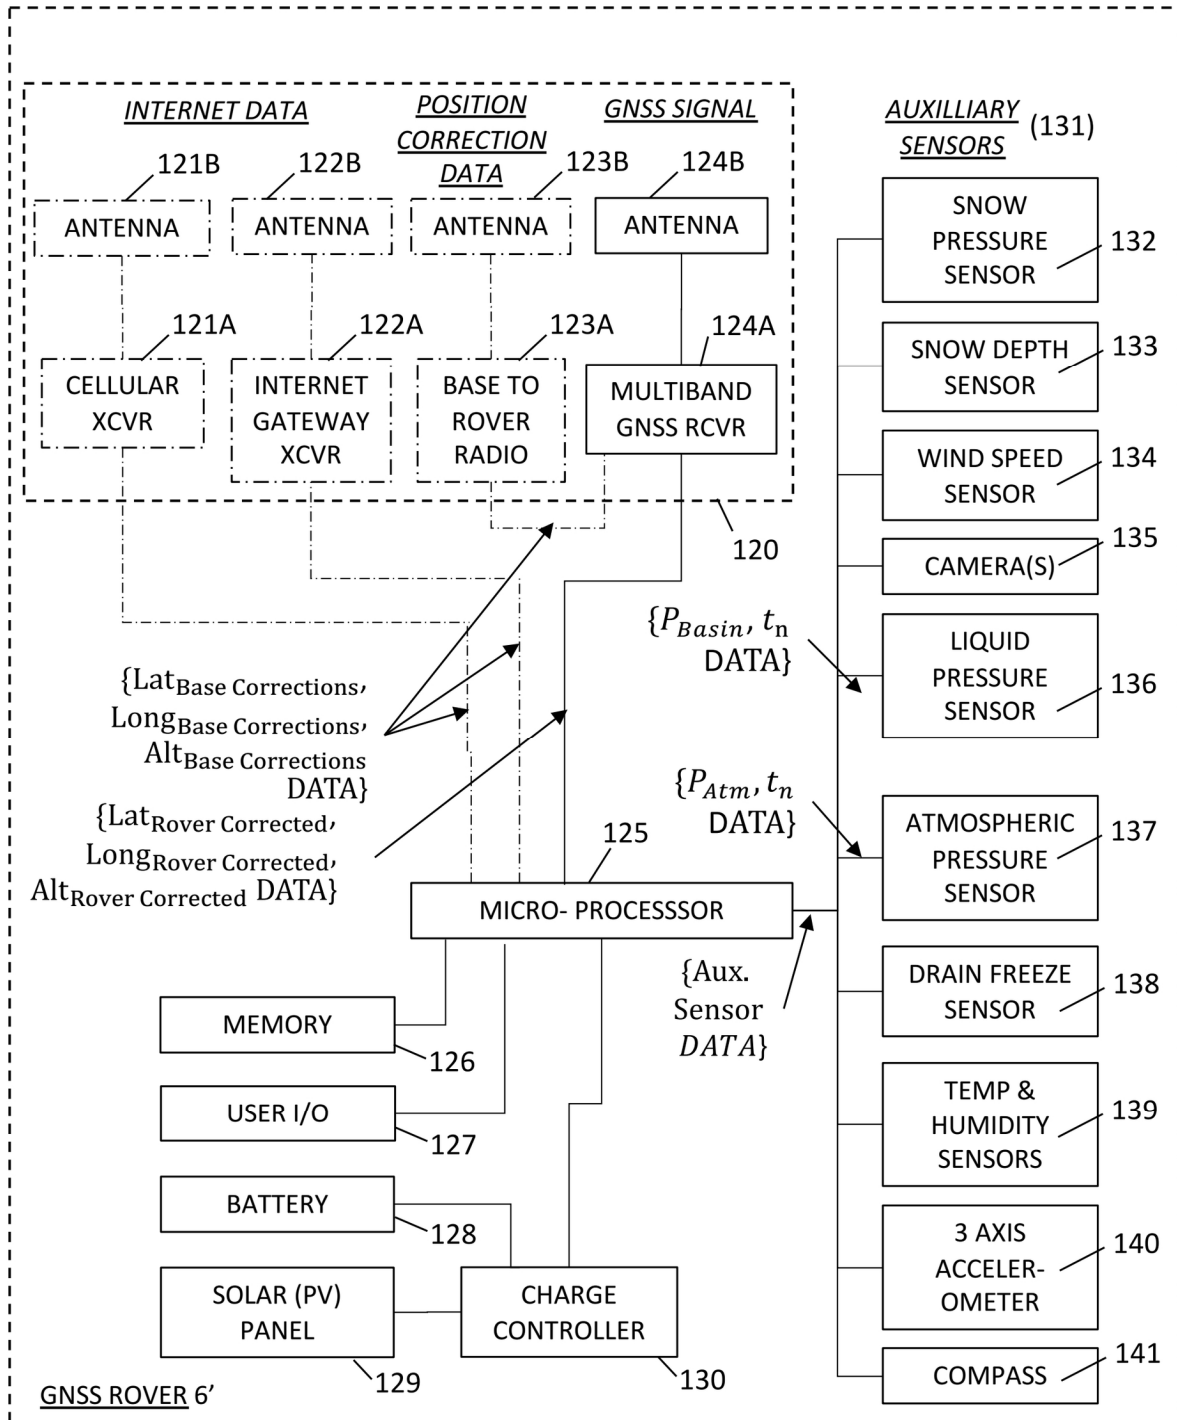 INTERNET DATA
POSITION
CORRECTION
DATA
GNSS SIGNAL
AUXILLIARY
SENSORS
(131)
121B
122B
123B
124B
ANTENNA
ANTENNA
ANTENNA
ANTENNA
121A
122A
123A
124A
CELLULAR
XCVR
INTERNET
GATEWAY
XCVR
BASE TO
ROVER
RADIO
MULTIBAND
GNSS RCVR
120
SNOW
PRESSURE
SENSOR
132
SNOW DEPTH
SENSOR
133
WIND SPEED
SENSOR
134
CAMERA(S)
135
{P_Basin, t_n
DATA}
LIQUID
PRESSURE
SENSOR
136
{Lat_Base Corrections,
Long_Base Corrections,
Alt_Base Corrections
DATA}
{P_Atm, t_n
DATA}
ATMOSPHERIC
PRESSURE
SENSOR
137
{Lat_Rover Corrected,
Long_Rover Corrected,
Alt_Rover Corrected DATA}
125
MICRO- PROCESSSOR
{Aux.
Sensor
DATA}
DRAIN FREEZE
SENSOR
138
MEMORY
126
USER I/O
127
TEMP &
HUMIDITY
SENSORS
139
BATTERY
128
3 AXIS
ACCELER-
OMETER
140
SOLAR (PV)
PANEL
129
CHARGE
CONTROLLER
130
COMPASS
141
GNSS ROVER 6’